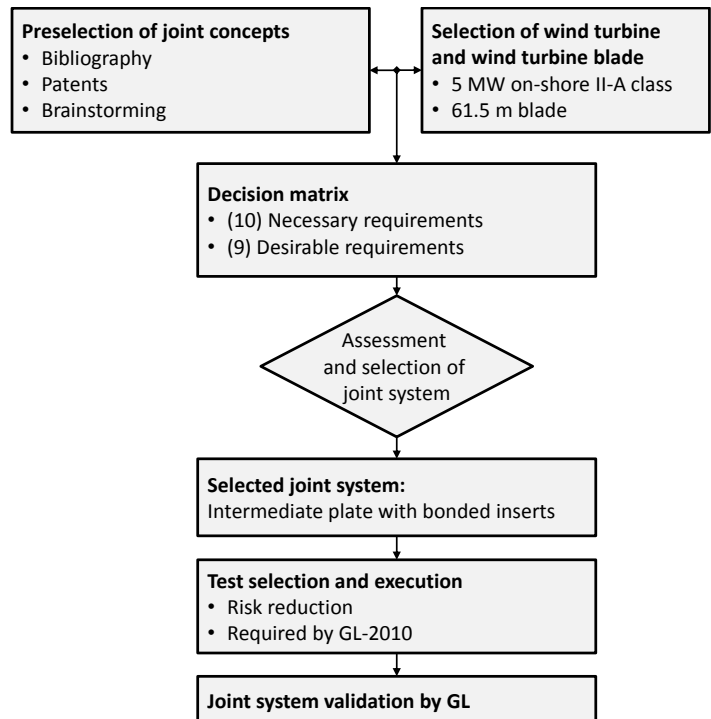 Preselection of joint concepts
• Bibliography
• Patents
• Brainstorming
Selection of wind turbine
and wind turbine blade
• 5 MW on-shore II-A class
• 61.5 m blade
Decision matrix
• (10) Necessary requirements
• (9) Desirable requirements
Assessment
and selection of
joint system
Selected joint system:
Intermediate plate with bonded inserts
Test selection and execution
• Risk reduction
• Required by GL-2010
Joint system validation by GL